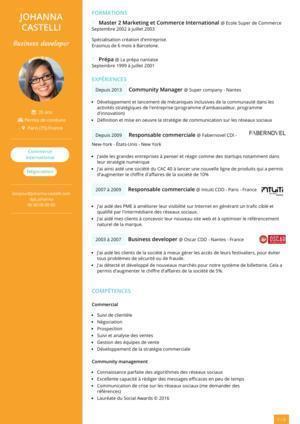 JOHANNA
CASTELLI
Business developer
Permis de conduire
Paris (75) France
Commerce
international
Négociation
FORMATIONS
Master 2 Marketing et Commerce International @ Ecole Super de Commerce
Septembre 2002 à juillet 2003
Spécialisation création d'entreprise.
Erasmus de 6 mois à Barcelone.
Prépa @ La prépa nantaise
Septembre 1999 à juillet 2001
EXPÉRIENCES
Depuis 2013 Community Manager @ Super company - Nantes
Développement et lancement de mécaniques inclusives de la communauté dans les
activités stratégiques de l'entreprise (programme d'ambassadeur, programme
d'innovation)
Définition et mise en oeuvre de la stratégie de communication sur les réseaux sociaux
Depuis 2009 Responsable commerciale @ Fabernovel CDI -
FABERNOVEL
New-York - États-Unis - New-York
J'aide les grandes entreprises à penser et réagir comme des startups notamment dans
leur stratégie numérique
J'ai ainsi aidé une société du CAC 40 à lancer une nouvelle ligne de produits qui a permis
d'augmenter le chiffre d'affaires de la société de 10%
2007 à 2009 Responsable commerciale @ Intuiti CDD - Paris - France
intuiti
J'ai aidé des PME à améliorer leur visibilité sur Internet en générant un trafic ciblé et
qualifié par l'intermédiaire des réseaux sociaux.
J'ai aidé mes clients à concevoir leur nouveau site web et à optimiser le référencement
naturel de la marque.
2003 à 2007 Business developer @ Oscar CDD - Nantes - France
OSCAR
J'ai aidé les clients de la société à mieux gérer les accès de leurs festivaliers, pour éviter
trois problèmes de sécurité ou de fraude.
J'ai détecté et développé de nouveaux marchés pour notre système de billetterie. Cela a
permis d'augmenter le chiffre d'affaires de la société de 5%.
COMPÉTENCES
Commercial
Suivi de clientèle
Négociation
Prospection
Suivi et analyse des ventes
Gestion des équipes de vente
Développement de la stratégie commerciale
Community management
Connaissance parfaite des algorithmes des réseaux sociaux
Excellente capacité à rédiger des messages efficaces en peu de temps
Communication de crise sur les réseaux sociaux (me demander des
références)
Lauréate du Social Awards © 2016